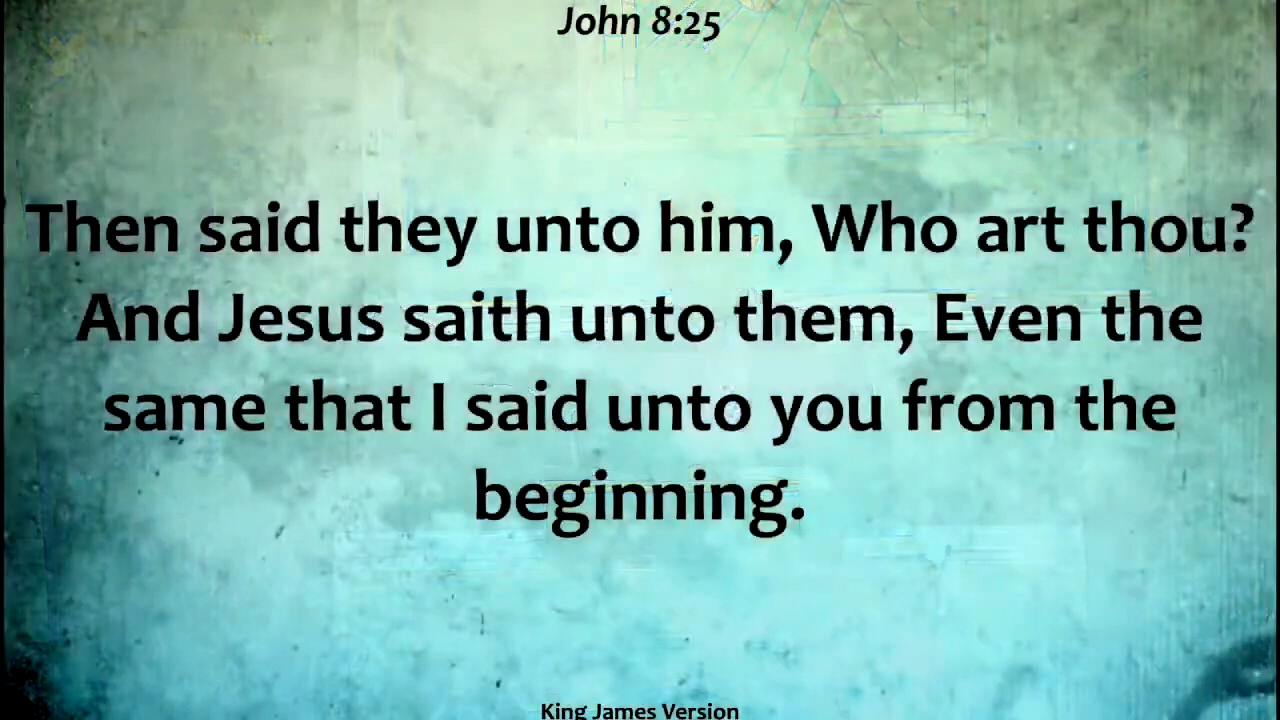 John 8:25
Then said they unto him, Who art thou?
And Jesus saith unto them, Even the
same that I said unto you from the
beginning.
King James Version